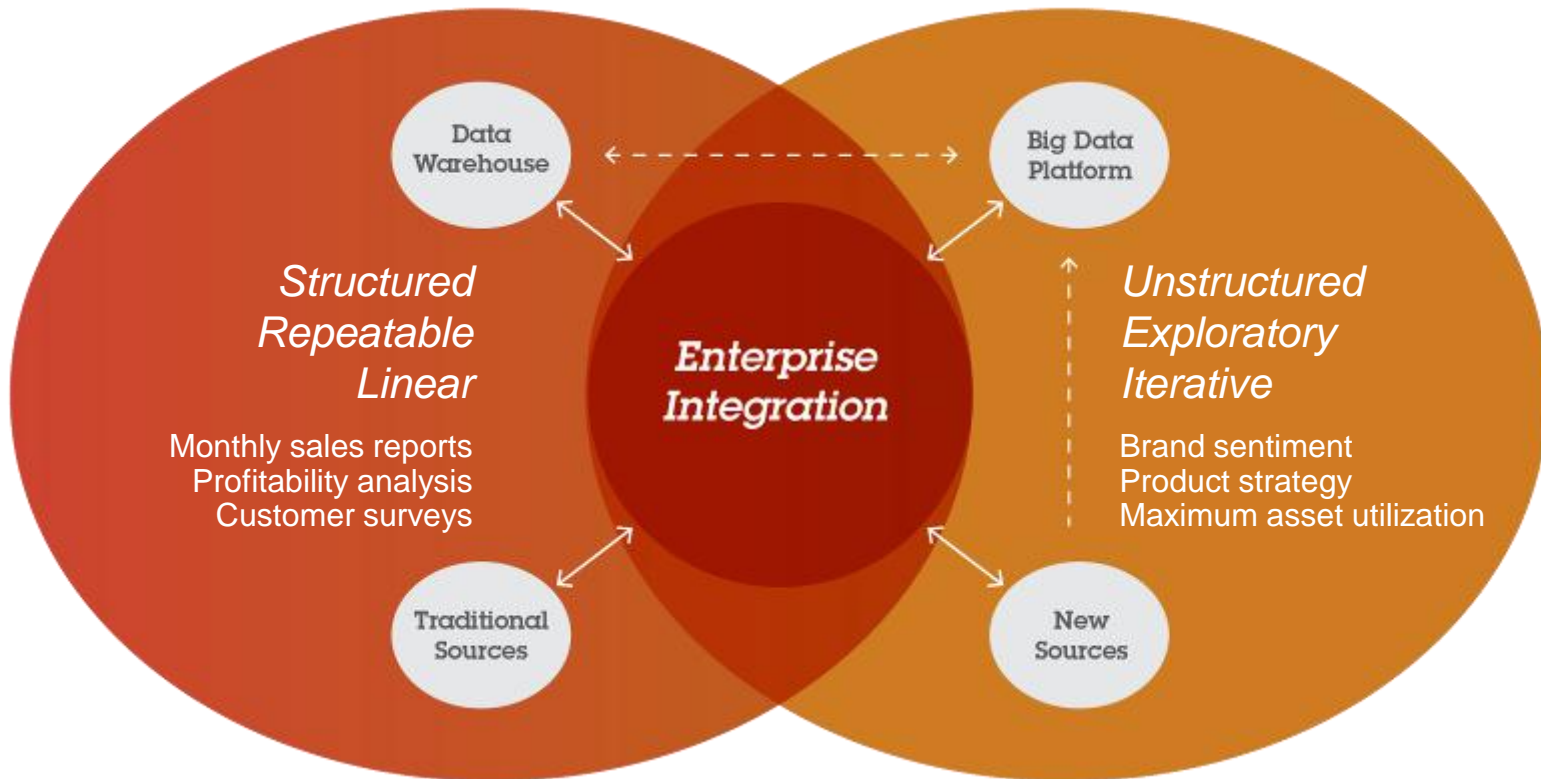 Data
Warehouse
Big Data
Platform
Structured
Repeatable
Linear
Monthly sales reports
Profitability analysis
Customer surveys
Enterprise
Integration
Unstructured
Exploratory
Iterative
Brand sentiment
Product strategy
Maximum asset utilization
Traditional
Sources
New
Sources